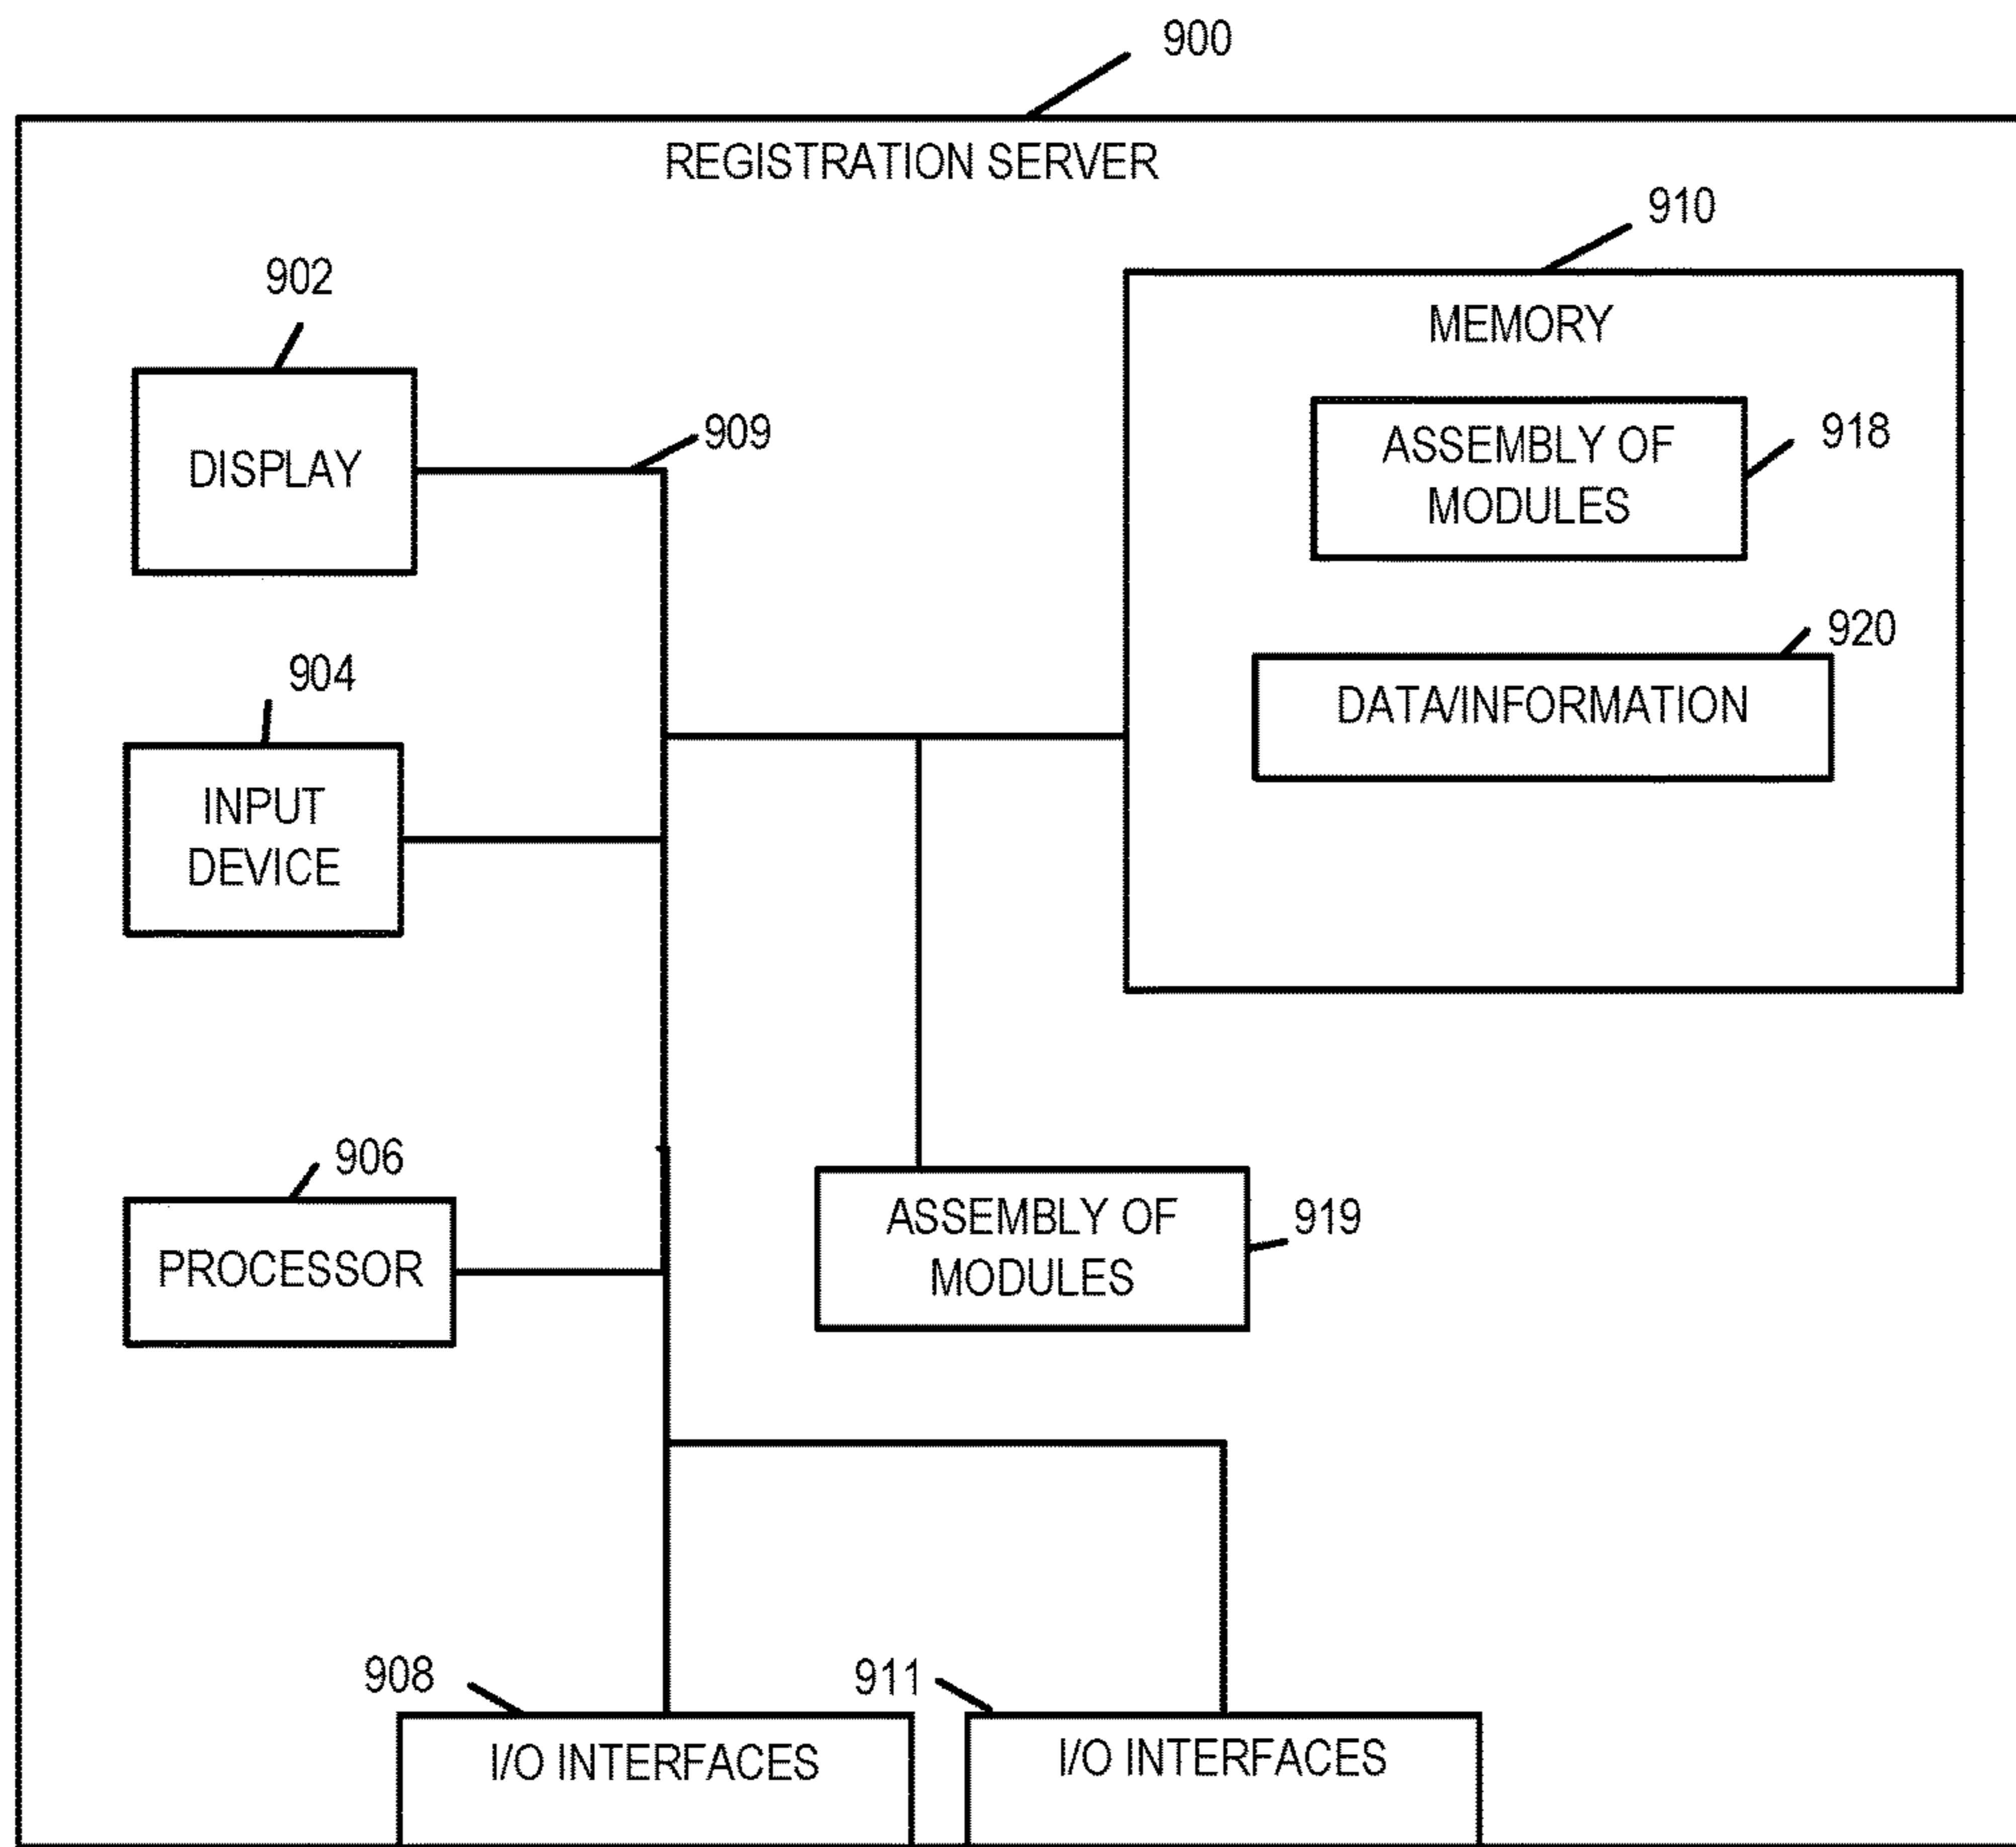 900
REGISTRATION SERVER
910
902
MEMORY
909
DISPLAY
ASSEMBLY OF
MODULES
918
920
904
DATA/INFORMATION
INPUT
DEVICE
906
PROCESSOR
ASSEMBLY OF
MODULES
919
908
911
I/O INTERFACES
I/O INTERFACES